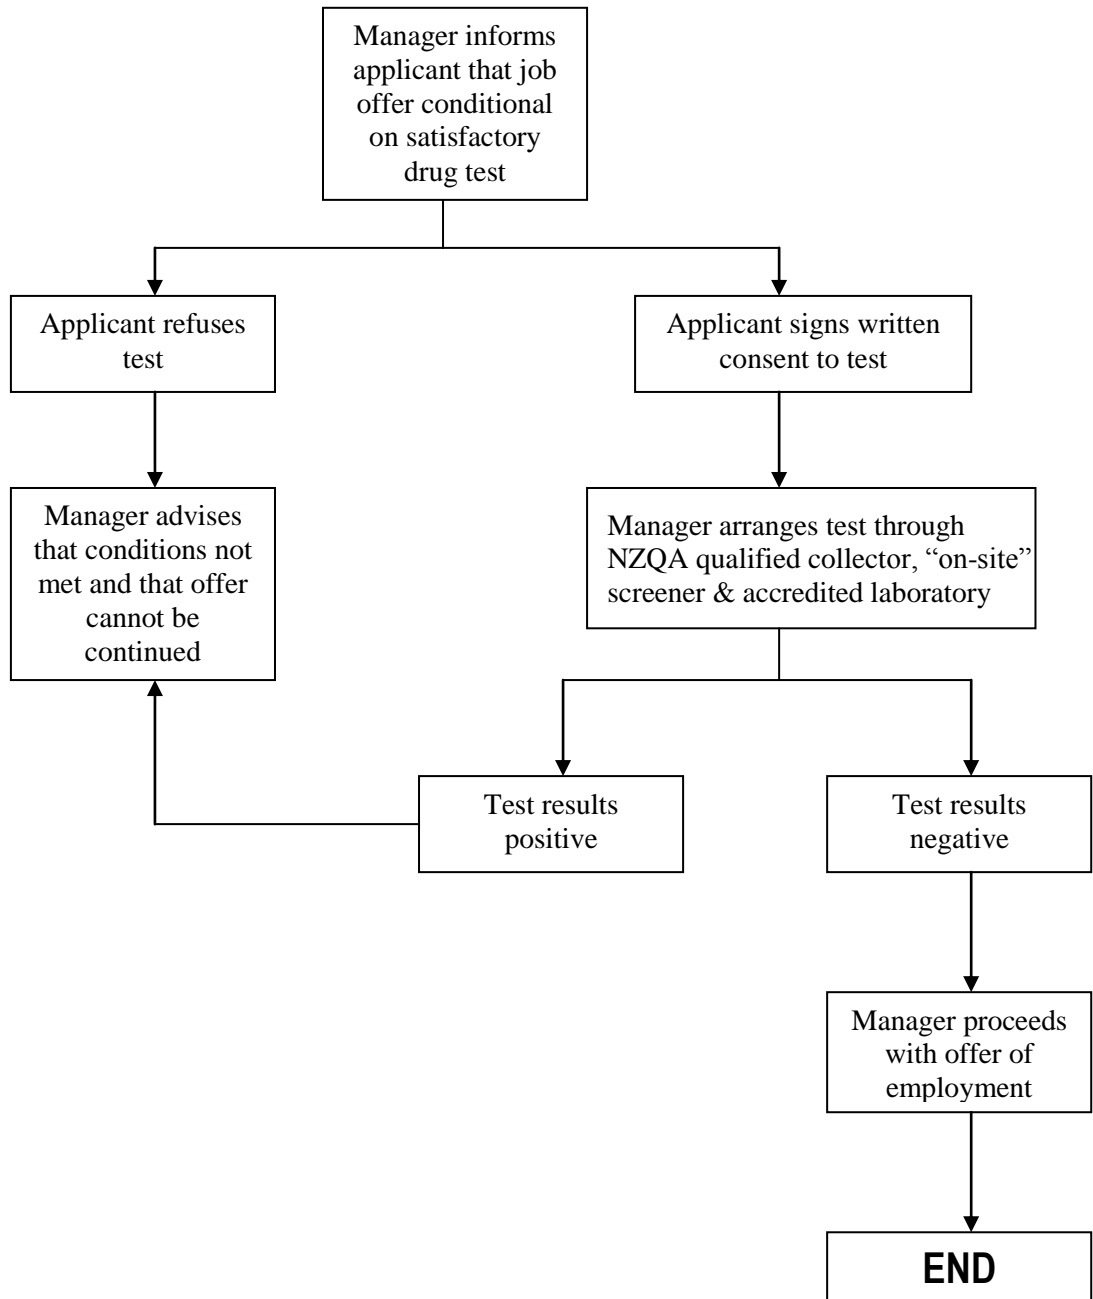 Manager informs
applicant that job
offer conditional
on satisfactory
drug test
Applicant refuses
test
Applicant signs written
consent to test
Manager advises
that conditions not
met and that offer
cannot be
continued
Manager arranges test through
NZQA qualified collector, “on-site”
screener & accredited laboratory
Test results
positive
Test results
negative
Manager proceeds
with offer of
employment
END